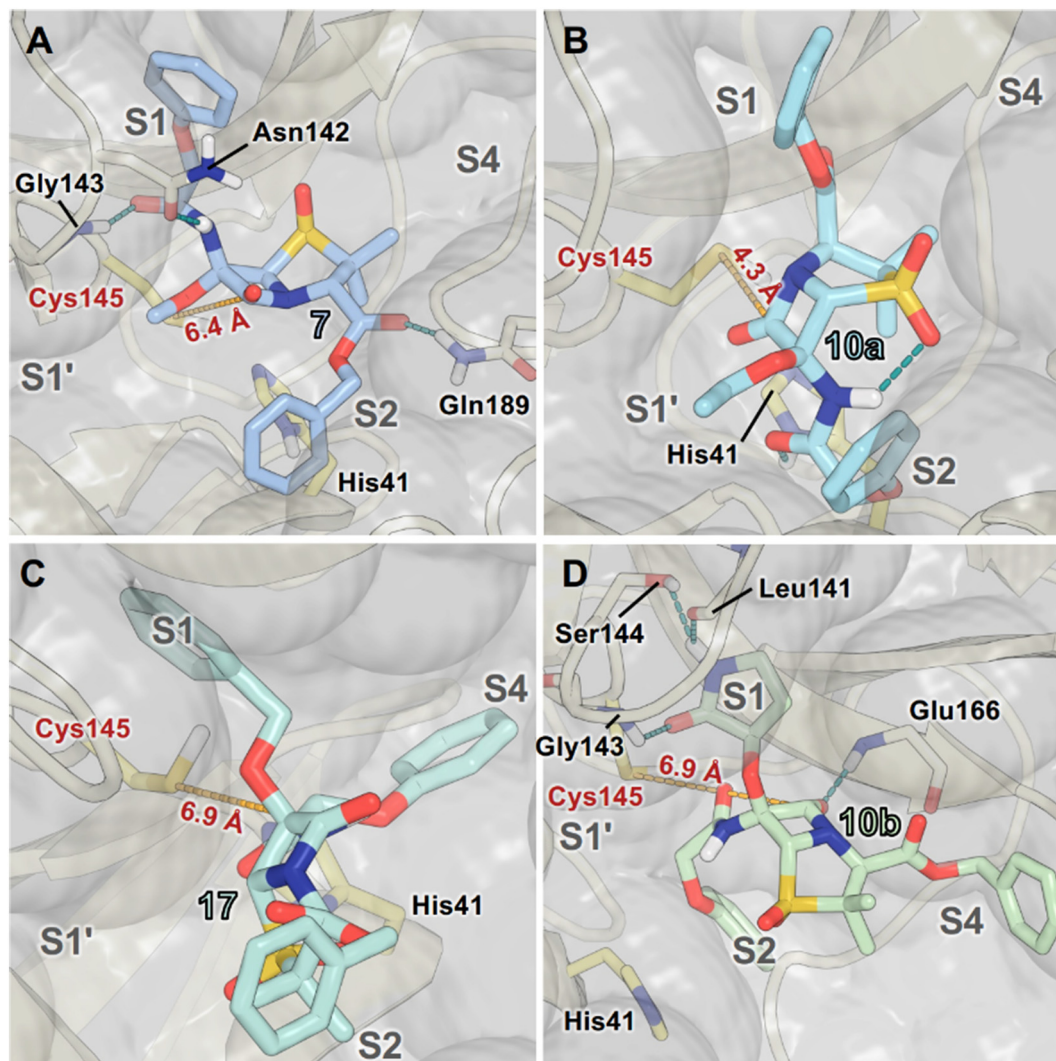 A
S1
Asn142
S4
Gly143
Cys145
6.4 Å
7
S1'
S2
Gln189
His41
B
S1
S4
Cys145
4.3 Å
10a
S1'
His41
S2
C
S1
S4
Cys145
6.9 Å
17
His41
S1'
S2
D
Leu141
Ser144
S1
Glu166
Gly143
6.9 Å
Cys145
10b
S1'
S4
S2
His41